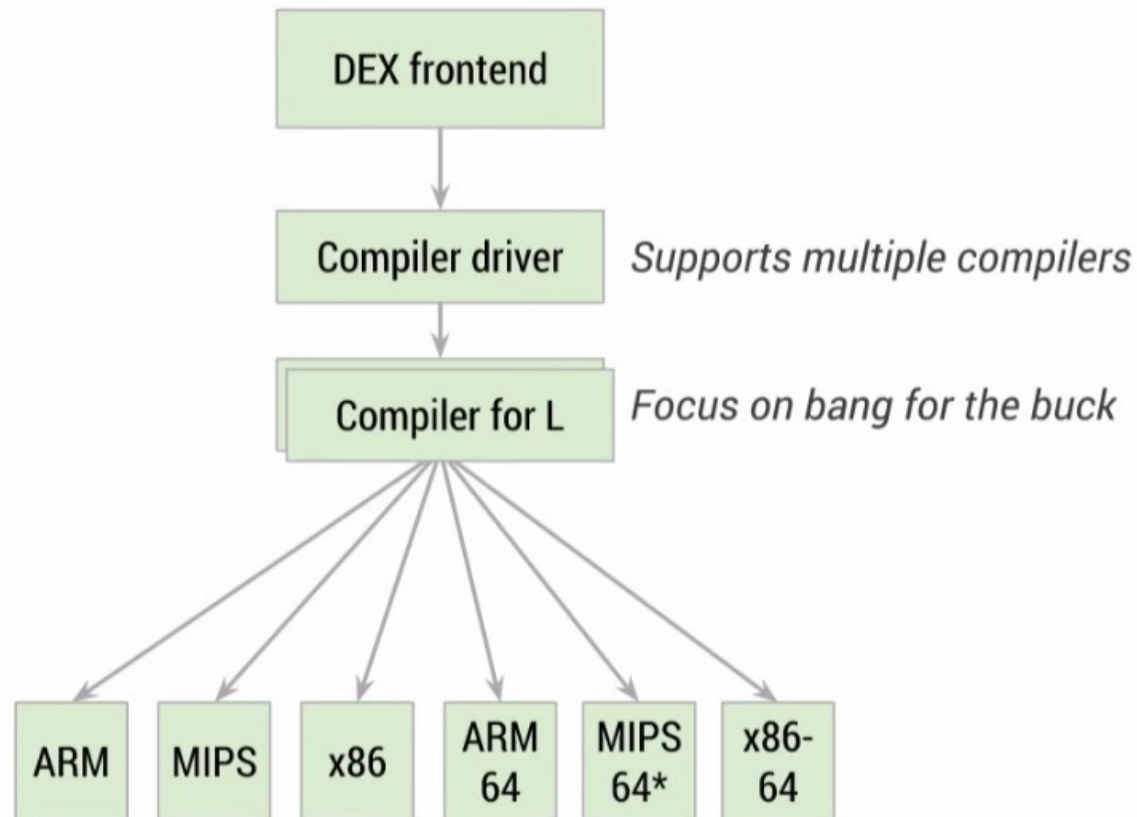 DEX frontend
Compiler driver
Supports multiple compilers
Compiler for L
Focus on bang for the buck
ARM
MIPS
x86
ARM
64
MIPS
64*
x86-
64